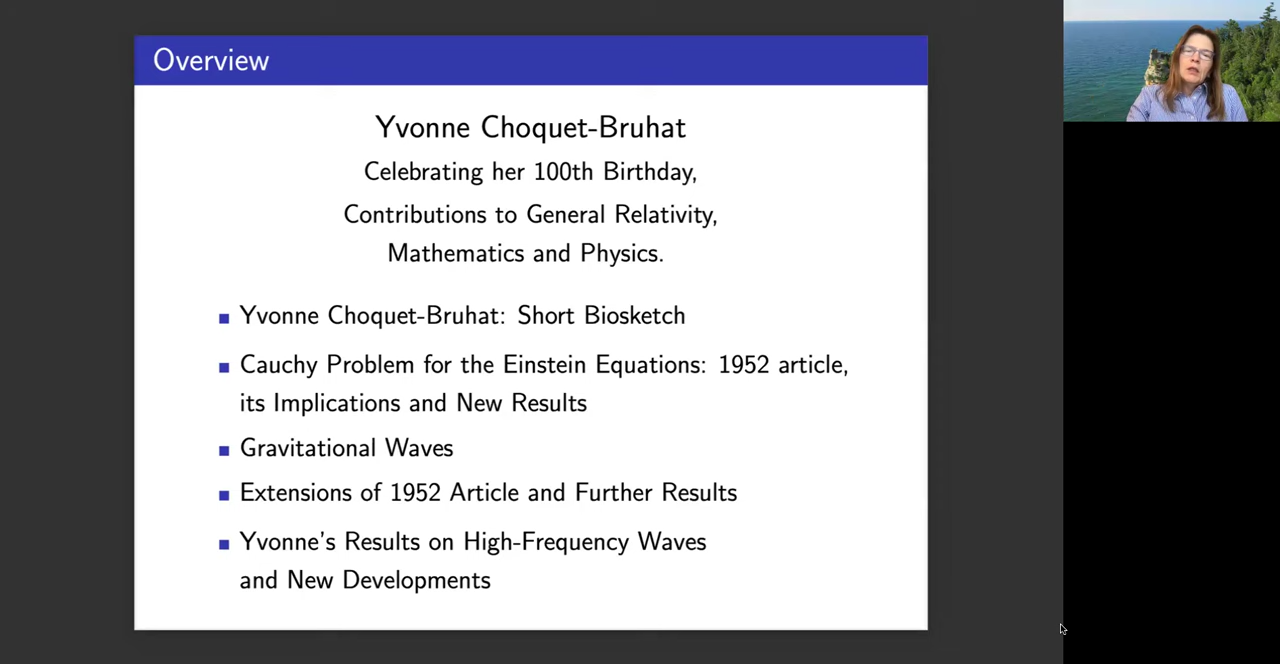 Overview
Yvonne Choquet-Bruhat
Celebrating her 100th Birthday,
Contributions to General Relativity,
Mathematics and Physics.
Yvonne Choquet-Bruhat: Short Biosketch
Cauchy Problem for the Einstein Equations: 1952 article,
its Implications and New Results
Gravitational Waves
Extensions of 1952 Article and Further Results
Yvonne's Results on High-Frequency Waves
and New Developments